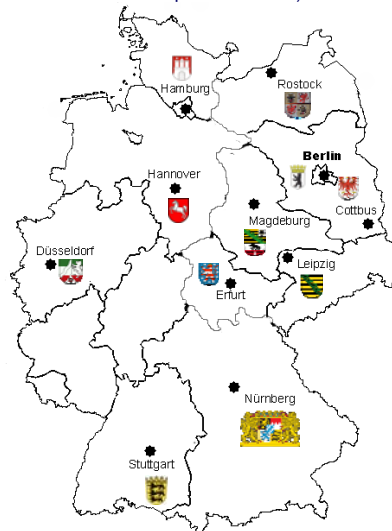 Hamburg
Rostock
Berlin
Hannover
Magdeburg
Cottbus
Düsseldorf
Leipzig
Erfurt
Nürnberg
Stuttgart